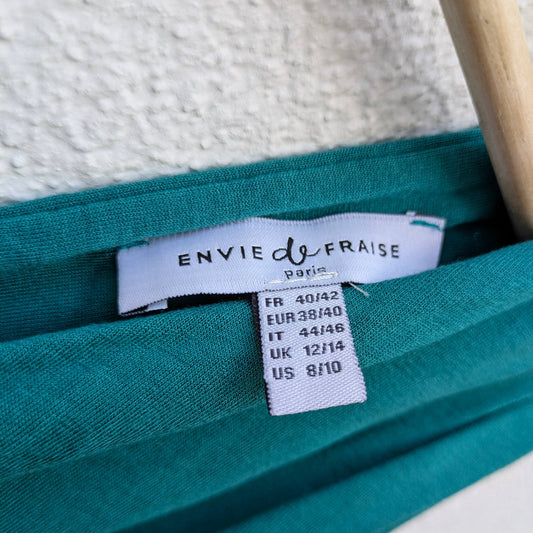 ENVIE de FRAISE
Paris
FR 40/42
EUR 38/40
IT 44/46
UK 12/14
US 8/10